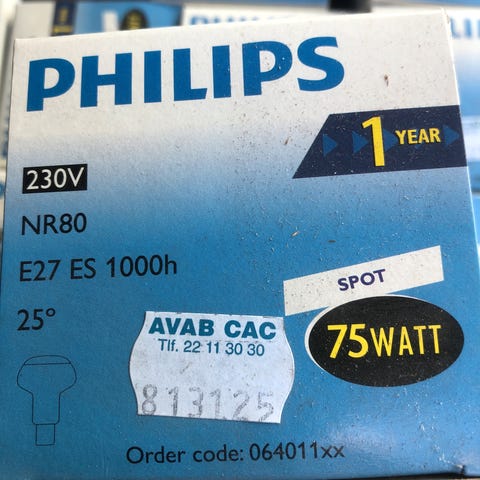 PHILIPS
1 YEAR
230V
NR80
E27 ES 1000h
SPOT
25°
75WATT
AVAB CAC
Tlf. 22 11 30 30
813125
Order code: 064011xx